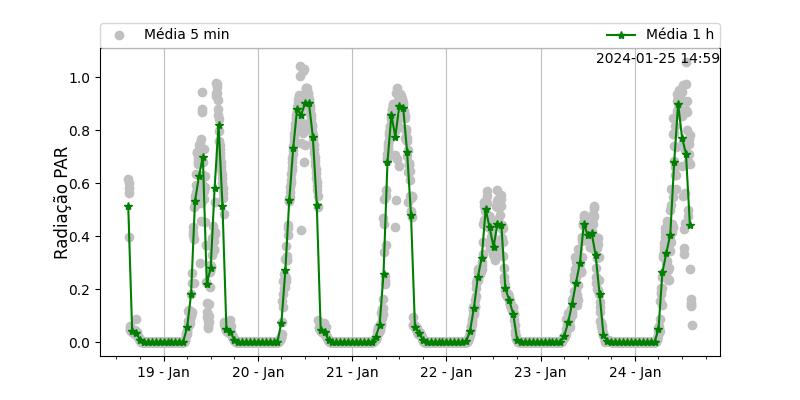 Média 5 min
Média 1 h
2024-01-25 14:59
Radiação PAR
1.0
0.8
0.6
0.4
0.2
0.0
19 - Jan
20 - Jan
21 - Jan
22 - Jan
23 - Jan
24 - Jan